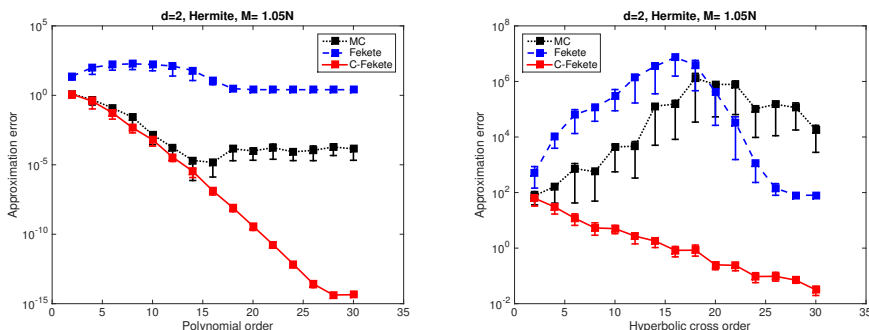 d=2, Hermite, M= 1.05N
10^5
10^0
10^-5
10^-10
10^-15
Approximation error
MC
Fekete
C-Fekete
0 5 10 15 20 25 30 35
Polynomial order
d=2, Hermite, M= 1.05N
10^8
10^6
10^4
10^2
10^0
10^-2
Approximation error
MC
Fekete
C-Fekete
0 5 10 15 20 25 30 35
Hyperbolic cross order